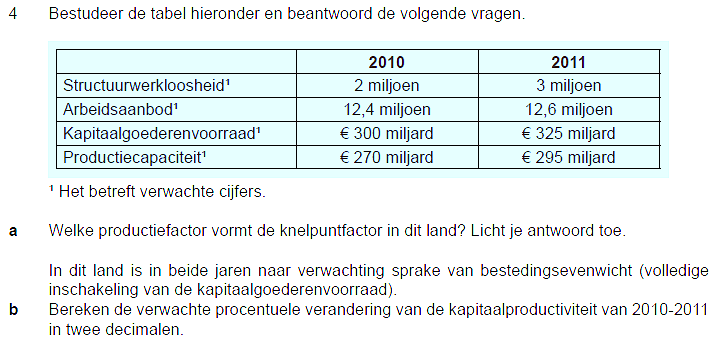 4 Bestudeer de tabel hieronder en beantwoord de volgende vragen.
2010 2011
Structuurwerkloosheid¹ 2 miljoen 3 miljoen
Arbeidsaanbod¹ 12,4 miljoen 12,6 miljoen
Kapitaalgoederenvoorraad¹ € 300 miljard € 325 miljard
Productiecapaciteit¹ € 270 miljard € 295 miljard
¹ Het betreft verwachte cijfers.
a Welke productiefactor vormt de knelpuntfactor in dit land? Licht je antwoord toe.
In dit land is in beide jaren naar verwachting sprake van bestedingsevenwicht (volledige
inschakeling van de kapitaalgoederenvoorraad).
b Bereken de verwachte procentuele verandering van de kapitaalproductiviteit van 2010-2011
in twee decimalen.